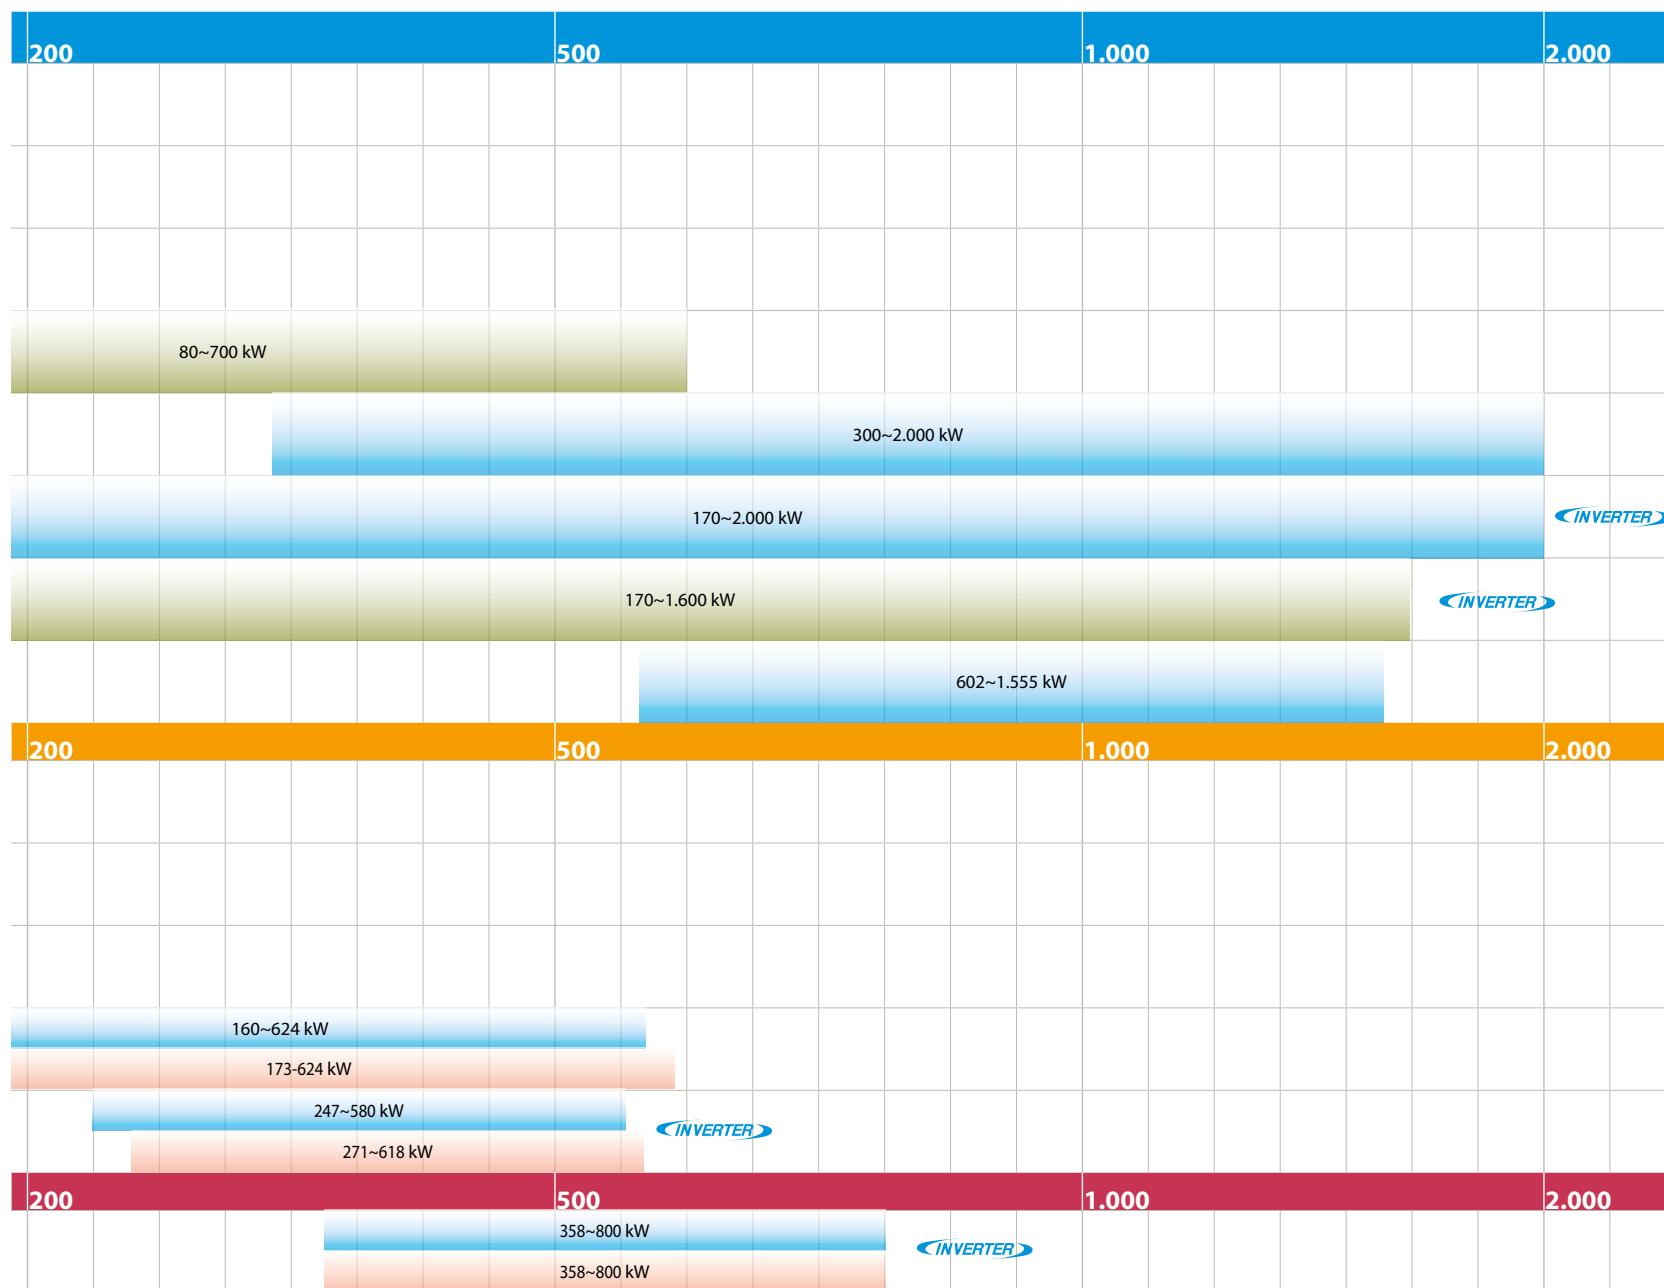 200 500 1.000 2.000
80~700 kW
300~2.000 kW
170~2.000 kW INVERTER
170~1.600 kW INVERTER
602~1.555 kW
200 500 1.000 2.000
160~624 kW
173-624 kW
247~580 kW
INVERTER
271~618 kW
200 500 1.000 2.000
358~800 kW
INVERTER
358~800 kW